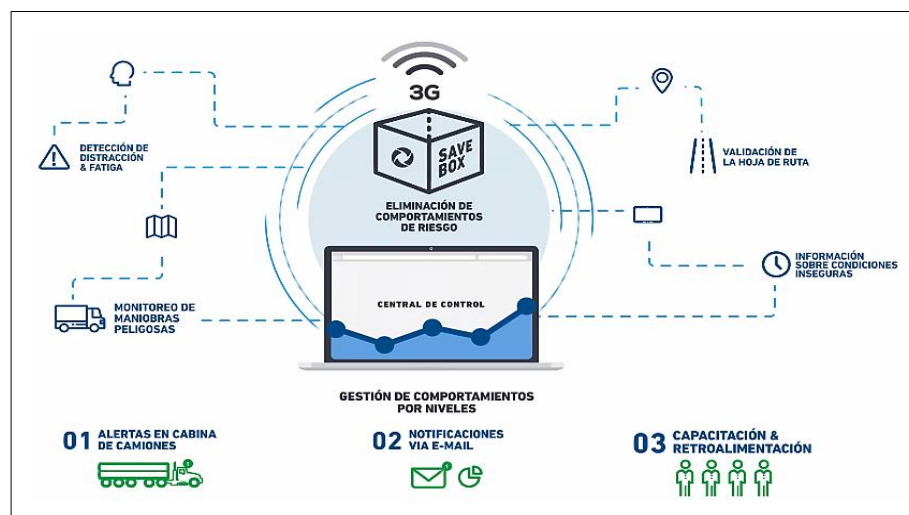 3G
SAVE
BOX
ELIMINACIÓN DE
COMPORTAMIENTOS
DE RIESGO
DETECCIÓN DE
DISTRACCIÓN
& FATIGA
MONITOREO DE
MANIOBRAS
PELIGROSAS
VALIDACIÓN DE
LA HOJA DE RUTA
INFORMACIÓN
SOBRE CONDICIONES
INSEGURAS
CENTRAL DE CONTROL
GESTIÓN DE COMPORTAMIENTOS
POR NIVELES
01 ALERTAS EN CABINA
DE CAMIONES
02 NOTIFICACIONES
VIA E-MAIL
03 CAPACITACIÓN &
RETROALIMENTACIÓN